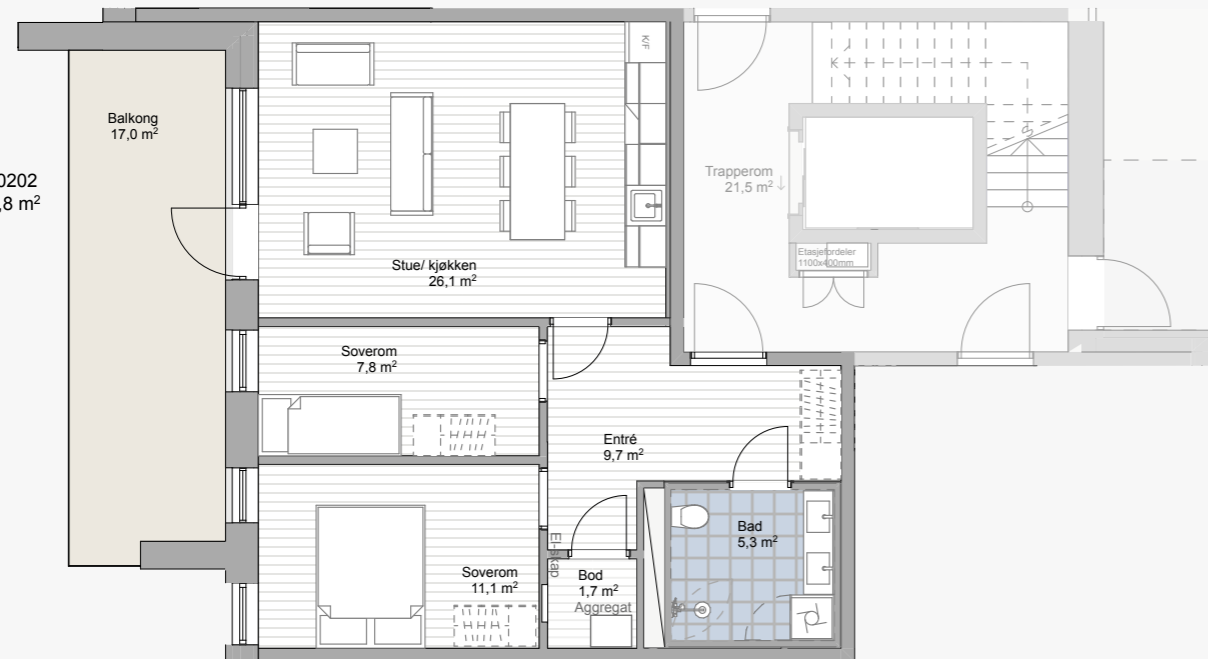 K/F
Balkong
17,0 m²
0202
,8 m²
Trapperom
21,5 m²
Etasjefordeler
1100x400mm
Stue/ kjøkken
26,1 m²
Soverom
7,8 m²
Entré
9,7 m²
Bad
5,3 m²
El-skap
Soverom
11,1 m²
Bod
1,7 m²
Aggregat